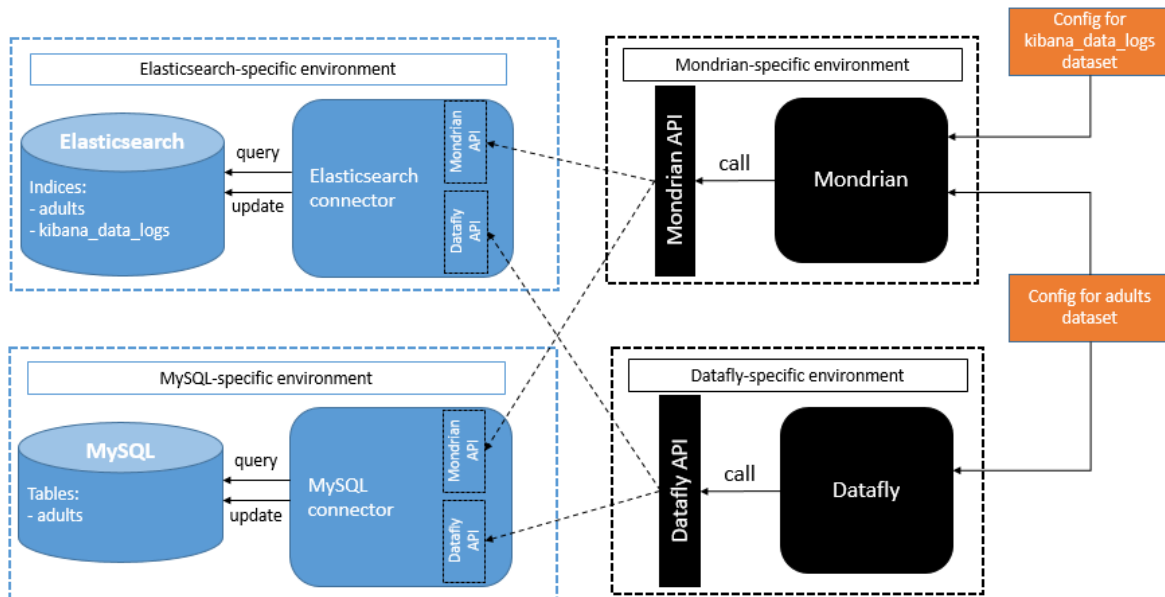 Config for
kibana_data_logs
dataset
Elasticsearch-specific environment
Mondrian-specific environment
Elasticsearch
Indices:
- adults
- kibana_data_logs
query
update
Elasticsearch
connector
Mondrian
API
Datafly
API
Mondrian API
call
Mondrian
Config for adults
dataset
MySQL-specific environment
Datafly-specific environment
MySQL
Tables:
- adults
query
update
MySQL
connector
Mondrian
API
Datafly
API
Datafly API
call
Datafly